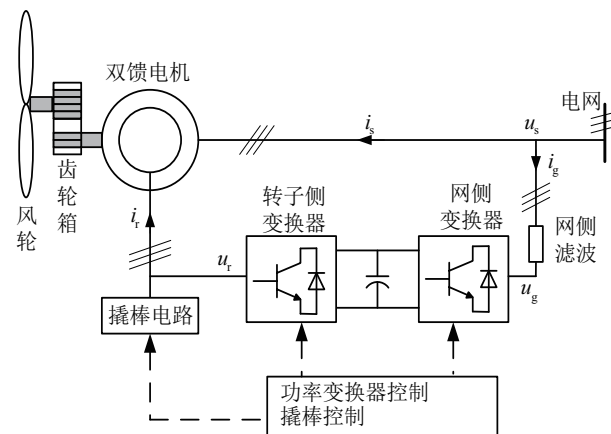 双馈电机
电网
i_s
u_s
i_g
齿轮箱
风轮
i_r
转子侧
变换器
网侧
变换器
网侧
滤波
u_r
u_g
撬棒电路
功率变换器控制
撬棒控制